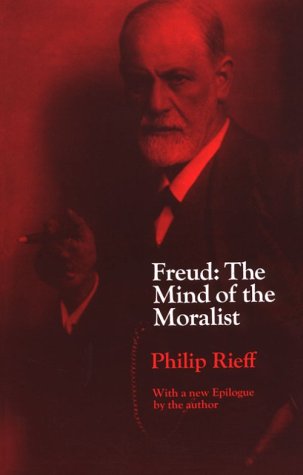 Freud: The
Mind of the
Moralist
Philip Rieff
With a new Epilogue
by the author